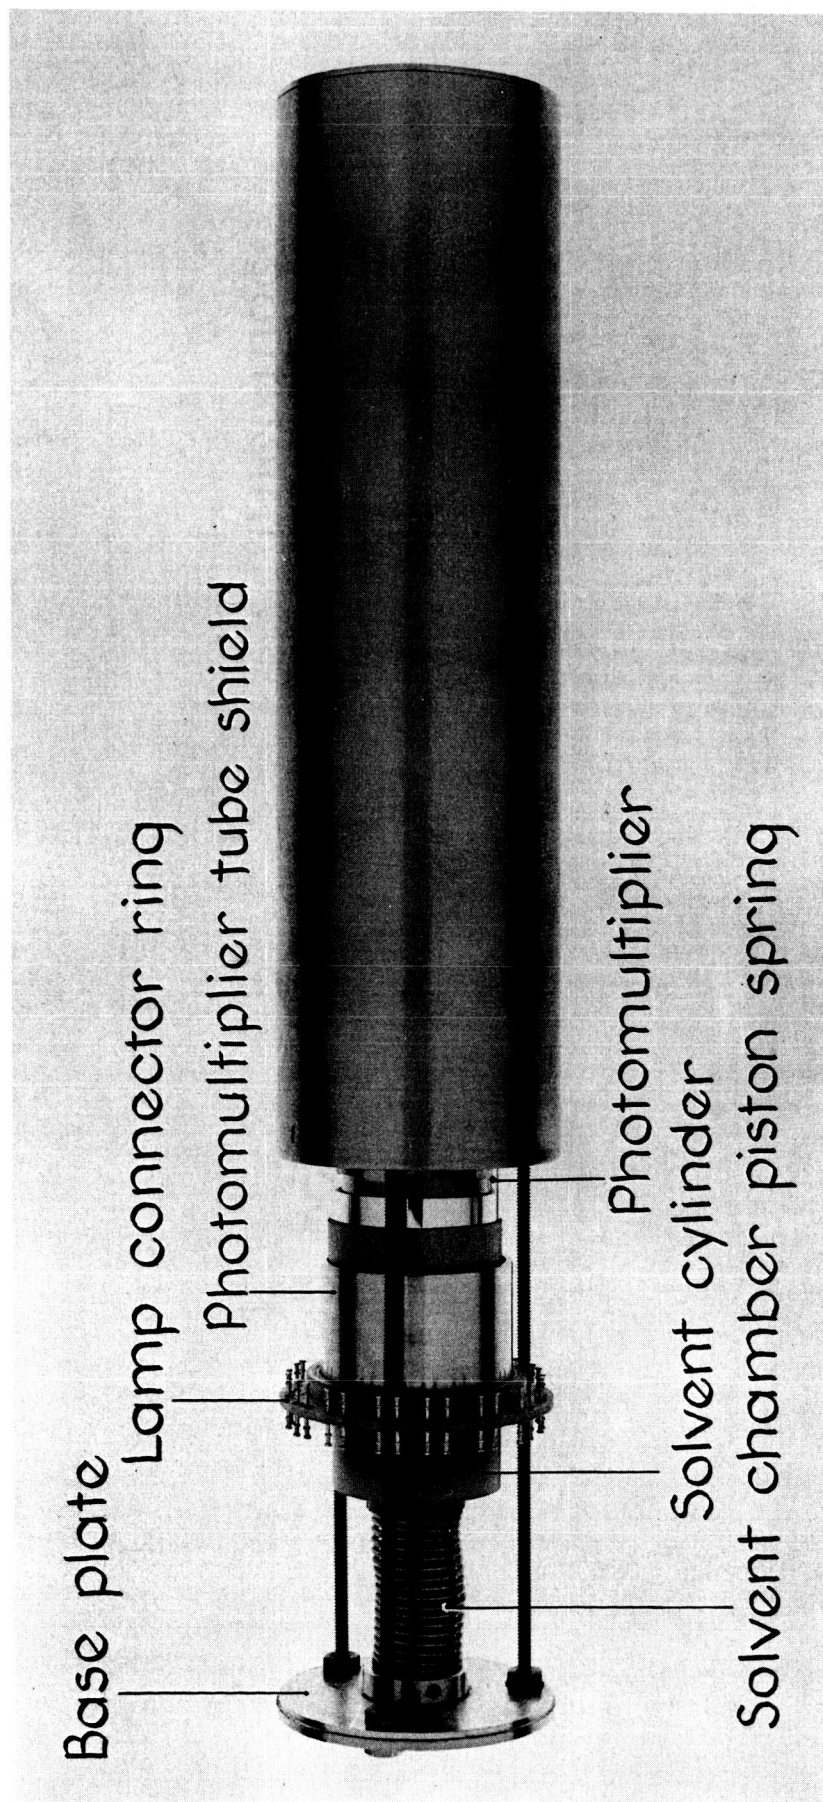 Base plate
Lamp connector ring
Photomultiplier tube shield
Photomultiplier
Solvent cylinder
Solvent chamber piston spring